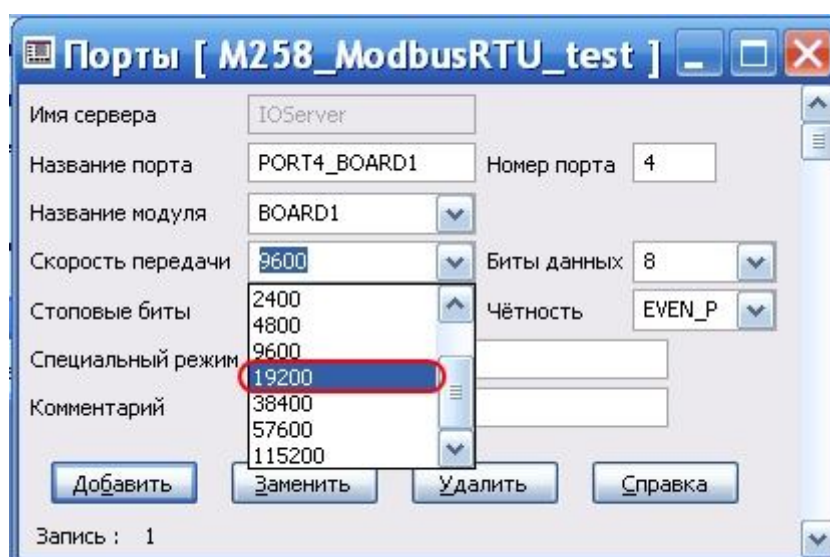 Порты [ M258_ModbusRTU_test ]
Имя сервера IOServer
Название порта PORT4_BOARD1 Номер порта 4
Название модуля BOARD1
Скорость передачи 9600 Биты данных 8
Стоповые биты Чётность EVEN_P
Специальный режим
Комментарий
2400
4800
9600
19200
38400
57600
115200
Добавить Заменить Удалить Справка
Запись : 1